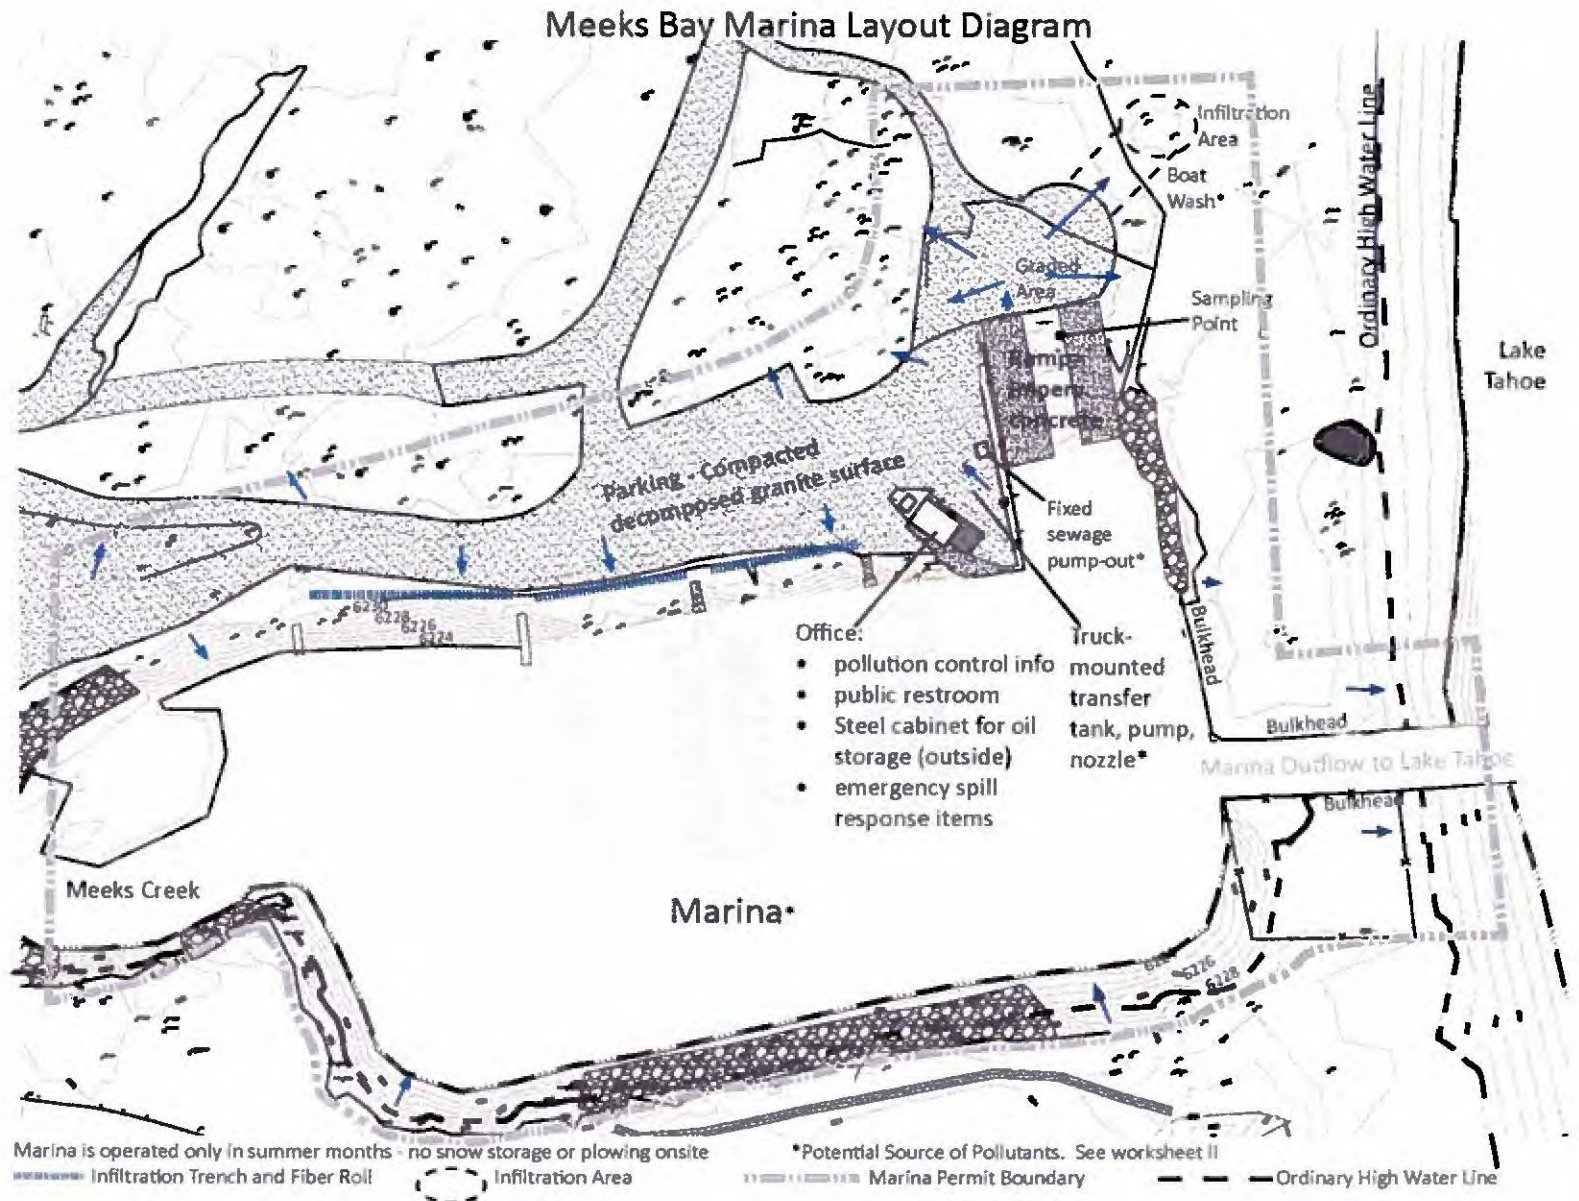 Meeks Bay Marina Layout Diagram
Infiltration
Area
Boat
Wash*
Ordinary High Water Line
Graded
Area
Sampling
Point
Lake
Tahoe
Ramp-
concrete
Parking - Compacted
decomposed granite surface
Fixed
sewage
pump-out*
6230
6228
6226
6224
Office:
• pollution control info
• public restroom
• Steel cabinet for oil
storage (outside)
• emergency spill
response items
Truck-
mounted
transfer
tank, pump,
nozzle*
Bulkhead
Bulkhead
Marina Outflow to Lake Tahoe
Bulkhead
Meeks Creek
Marina*
6226
6228
Marina is operated only in summer months - no snow storage or plowing onsite
*Potential Source of Pollutants. See worksheet II
Infiltration Trench and Fiber Roll
Infiltration Area
Marina Permit Boundary
Ordinary High Water Line